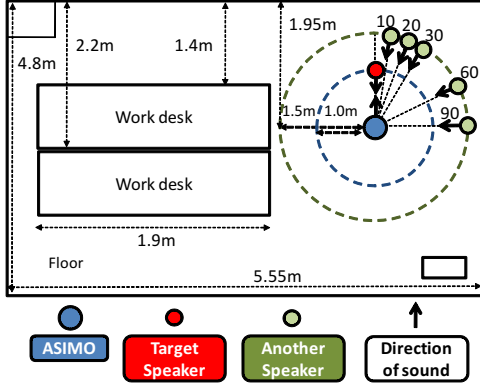 10
20
30
60
90
1.95m
2.2m
1.4m
4.8m
1.5m
1.0m
Work desk
Work desk
1.9m
Floor
5.55m
ASIMO
Target
Speaker
Another
Speaker
Direction
of sound